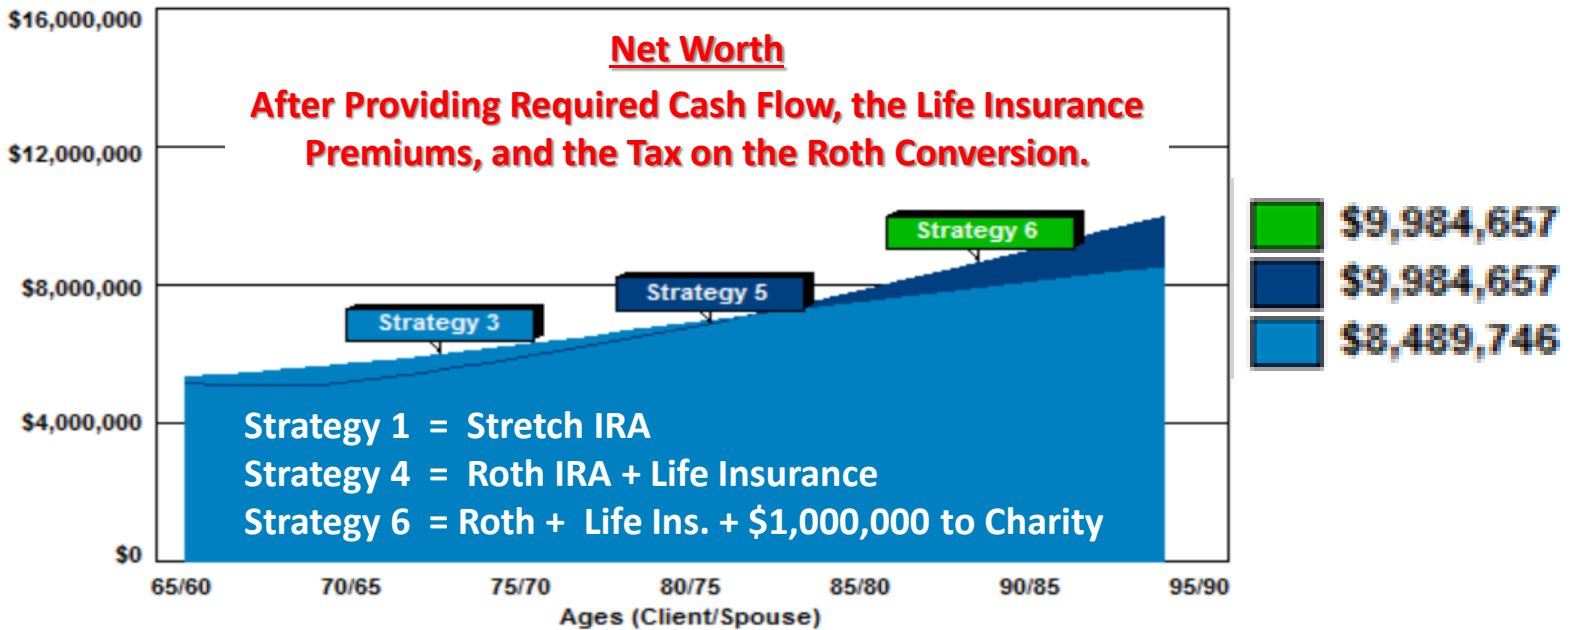 $16,000,000
Net Worth
After Providing Required Cash Flow, the Life Insurance
Premiums, and the Tax on the Roth Conversion.
$12,000,000
Strategy 6
$9,984,657
$9,984,657
$8,489,746
$8,000,000
Strategy 5
Strategy 3
$4,000,000
Strategy 1 = Stretch IRA
Strategy 4 = Roth IRA + Life Insurance
Strategy 6 = Roth + Life Ins. + $1,000,000 to Charity
$0
65/60 70/65 75/70 80/75 85/80 90/85 95/90
Ages (Client/Spouse)